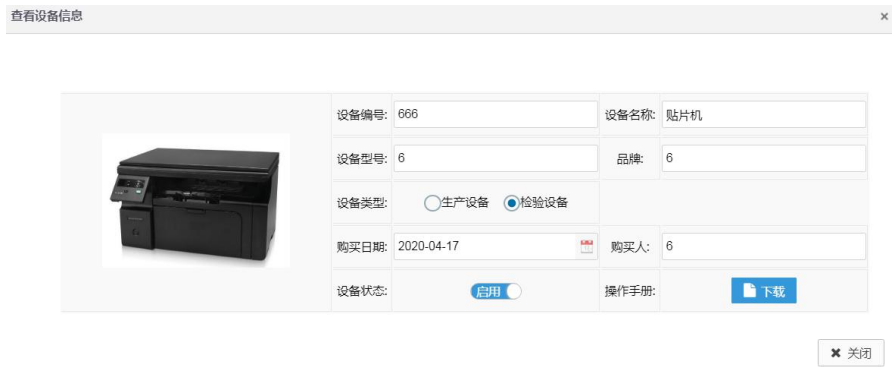 查看设备信息 ×
设备编号: 666 设备名称: 贴片机
设备型号: 6 品牌: 6
设备类型: 生产设备 检验设备
购买日期: 2020-04-17 购买人: 6
设备状态: 启用 操作手册: 下载
✖ 关闭